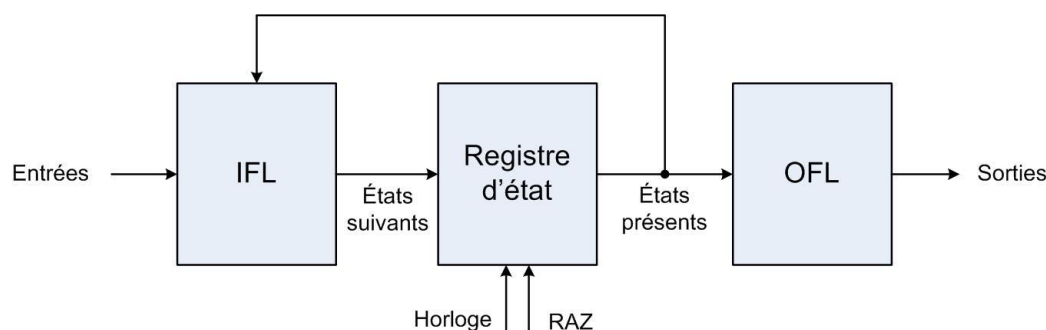 Entrées
IFL
États
suivants
Registre
d'état
États
présents
OFL
Sorties
Horloge
RAZ